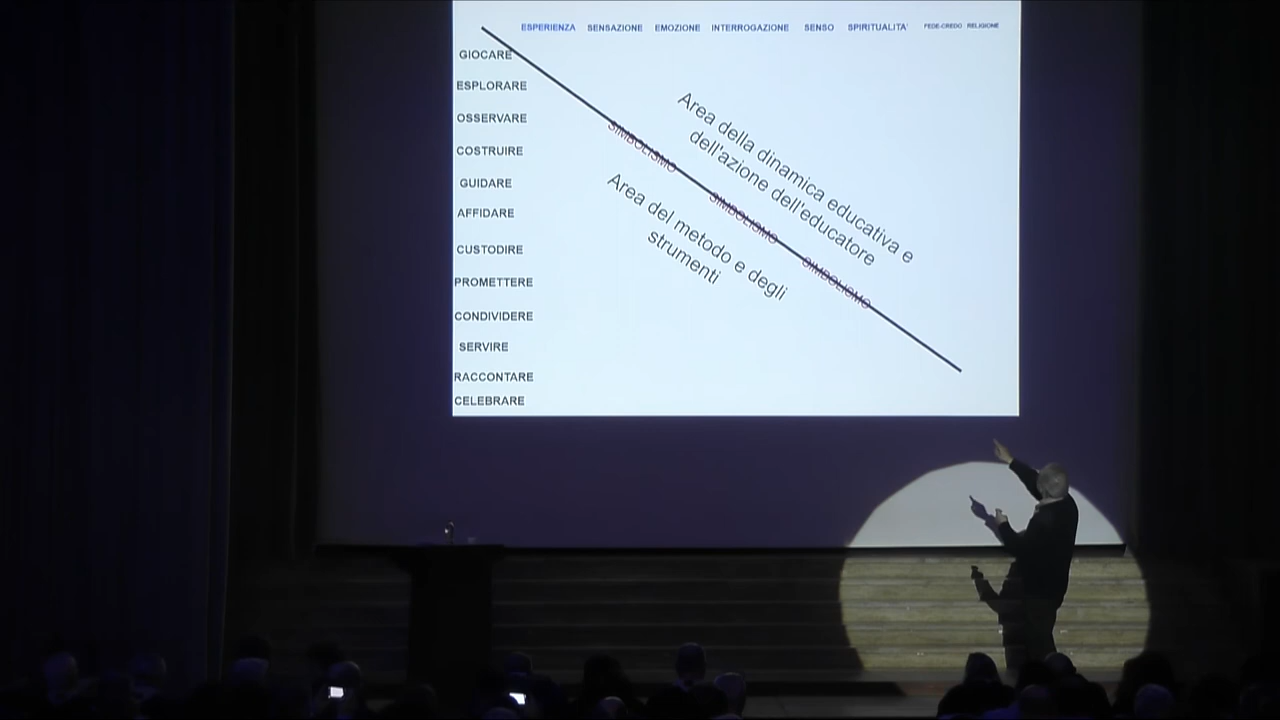 ESPERIENZA SENSAZIONE EMOZIONE INTERROGAZIONE SENSO SPIRITUALITA' FEDE-CREDO RELIGIONE
GIOCARE
ESPLORARE
OSSERVARE
COSTRUIRE
GUIDARE
AFFIDARE
CUSTODIRE
PROMETTERE
CONDIVIDERE
SERVIRE
RACCONTARE
CELEBRARE
Area della dinamica educativa e
dell'azione dell'educatore
SIMBOLISMO
SIMBOLISMO
SIMBOLISMO
Area del metodo e degli
strumenti